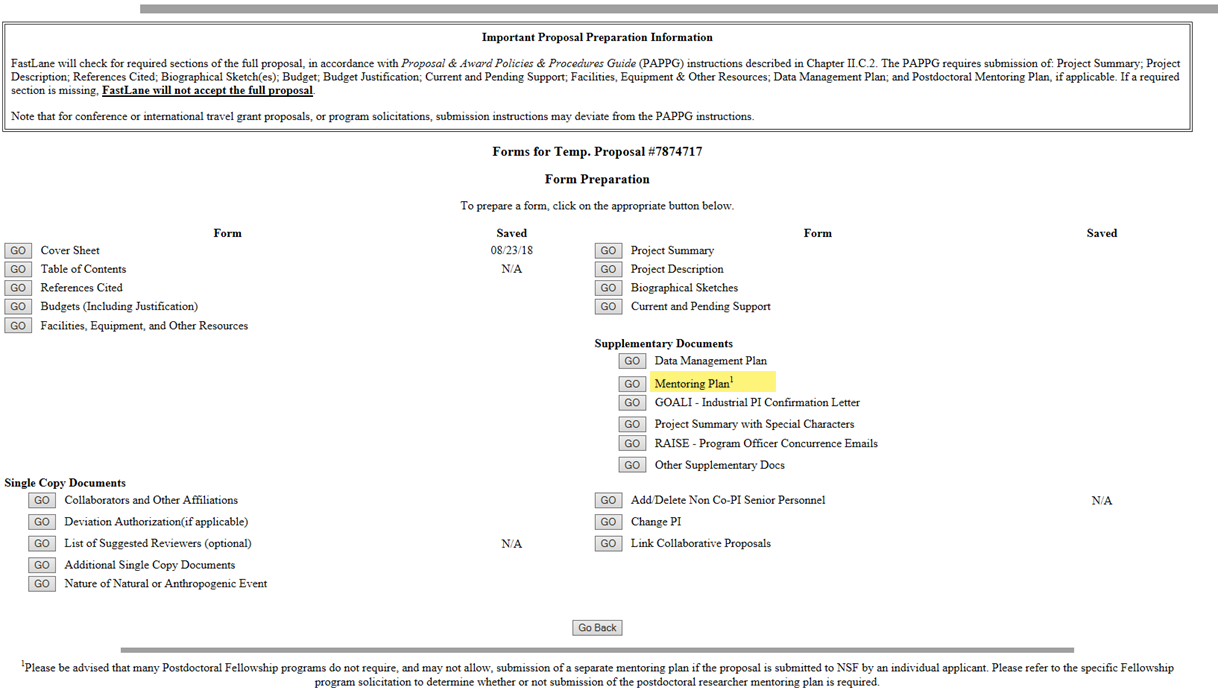 Important Proposal Preparation Information
FastLane will check for required sections of the full proposal, in accordance with Proposal & Award Policies & Procedures Guide (PAPPG) instructions described in Chapter II.C.2. The PAPPG requires submission of: Project Summary; Project
Description; References Cited; Biographical Sketch(es); Budget; Budget Justification; Current and Pending Support; Facilities, Equipment & Other Resources; Data Management Plan; and Postdoctoral Mentoring Plan, if applicable. If a required
section is missing, FastLane will not accept the full proposal.
Note that for conference or international travel grant proposals, or program solicitations, submission instructions may deviate from the PAPPG instructions.
Forms for Temp. Proposal #7874717
Form Preparation
To prepare a form, click on the appropriate button below.
Form Saved Form Saved
GO Cover Sheet 08/23/18 GO Project Summary
GO Table of Contents N/A GO Project Description
GO References Cited GO Biographical Sketches
GO Budgets (Including Justification) GO Current and Pending Support
GO Facilities, Equipment, and Other Resources
Supplementary Documents
GO Data Management Plan
GO Mentoring Plan1
GO GOALI - Industrial PI Confirmation Letter
GO Project Summary with Special Characters
GO RAISE - Program Officer Concurrence Emails
GO Other Supplementary Docs
Single Copy Documents
GO Collaborators and Other Affiliations GO Add/Delete Non Co-PI Senior Personnel N/A
GO Deviation Authorization(if applicable) GO Change PI
GO List of Suggested Reviewers (optional) N/A GO Link Collaborative Proposals
GO Additional Single Copy Documents
GO Nature of Natural or Anthropogenic Event
Go Back
1Please be advised that many Postdoctoral Fellowship programs do not require, and may not allow, submission of a separate mentoring plan if the proposal is submitted to NSF by an individual applicant. Please refer to the specific Fellowship
program solicitation to determine whether or not submission of the postdoctoral researcher mentoring plan is required.